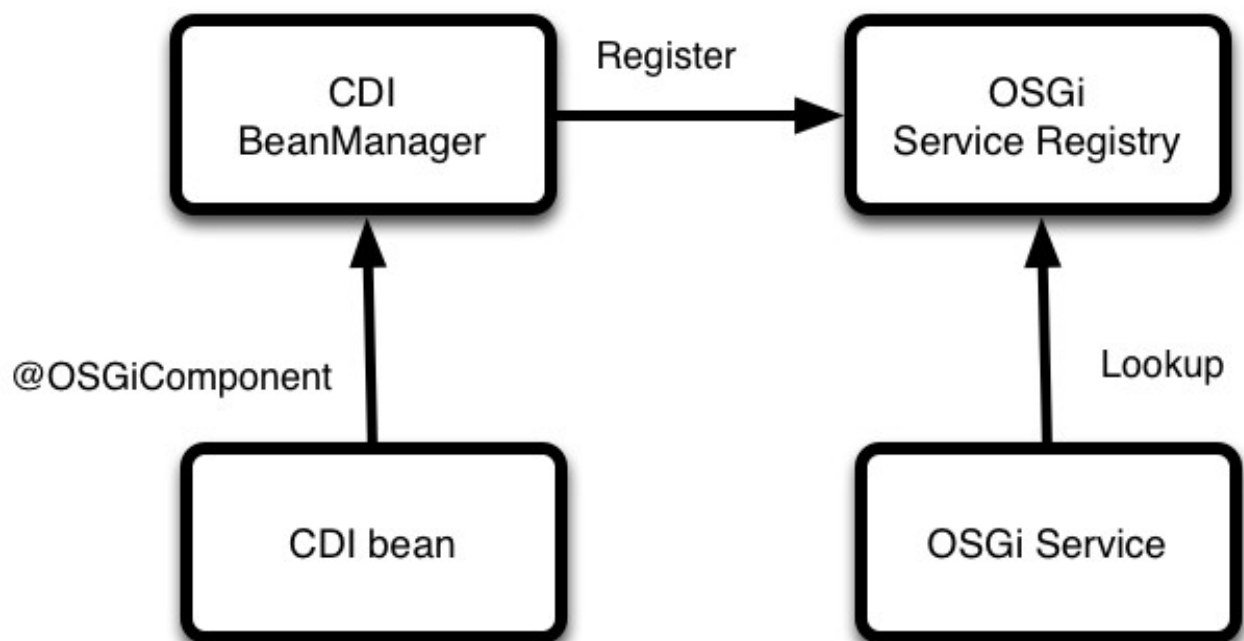 CDI
BeanManager
Register
OSGi
Service Registry
@OSGiComponent
Lookup
CDI bean
OSGi Service